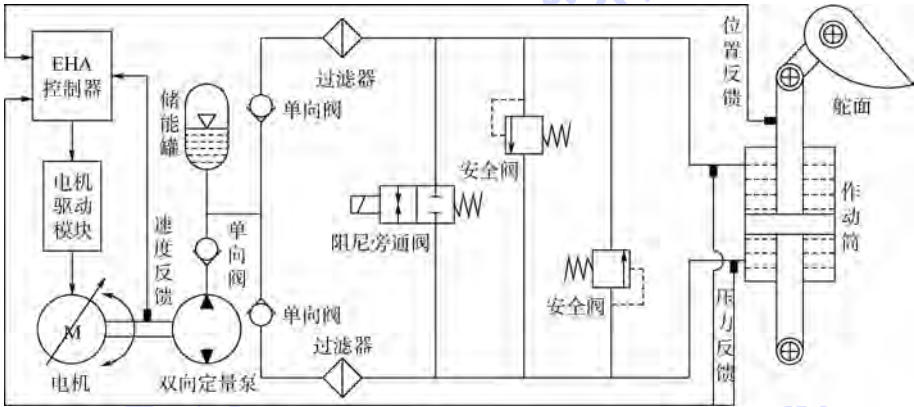 EHA
控制器
电机
驱动
模块
M
电机
速度反馈
储能罐
单向阀
双向定量泵
过滤器
单向阀
单向阀
过滤器
阻尼旁通阀
安全阀
安全阀
位置反馈
舵面
作动筒
压力反馈